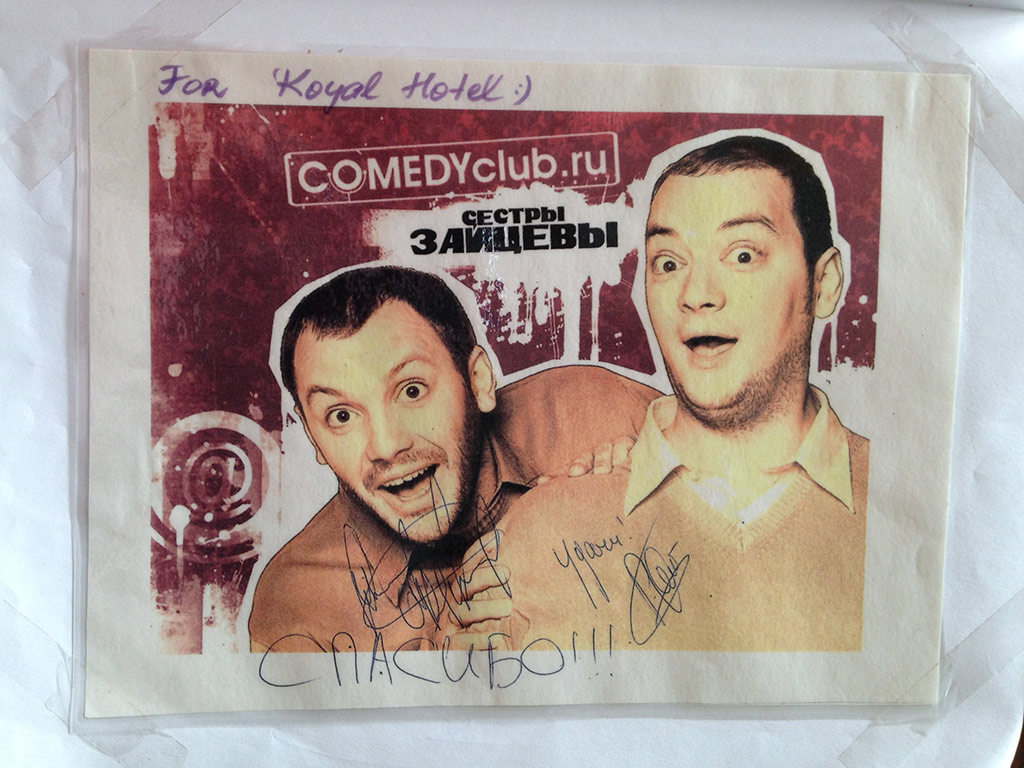 For Royal Hotel :)
COMEDYclub.ru
СЕСТРЫ
ЗАЙЦЕВЫ
@
удачи!
СПАСИБО!!!